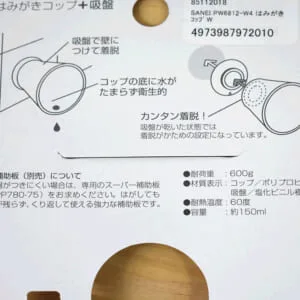 はみがきコップ+吸盤
85112018
SANEI PW6812-W4 はみがき
コップ W
4973987972010
吸盤で壁に
つけて着脱
コップの底に水が
たまらず衛生的
カンタン着脱!
吸盤が乾いた状態では
着脱がかための設定になっています。
補助板(別売)について
盤がつきにくい場合は、専用のスーパー補助板
P780-75)をお求めください。はがしても
が残らず、くり返して使える強力な補助板で
●耐荷重 : 600g
●材質表示 : コップ/ポリプロピ
吸盤/塩化ビニル樹
●耐熱温度 : 60度
●容量 : 約150ml